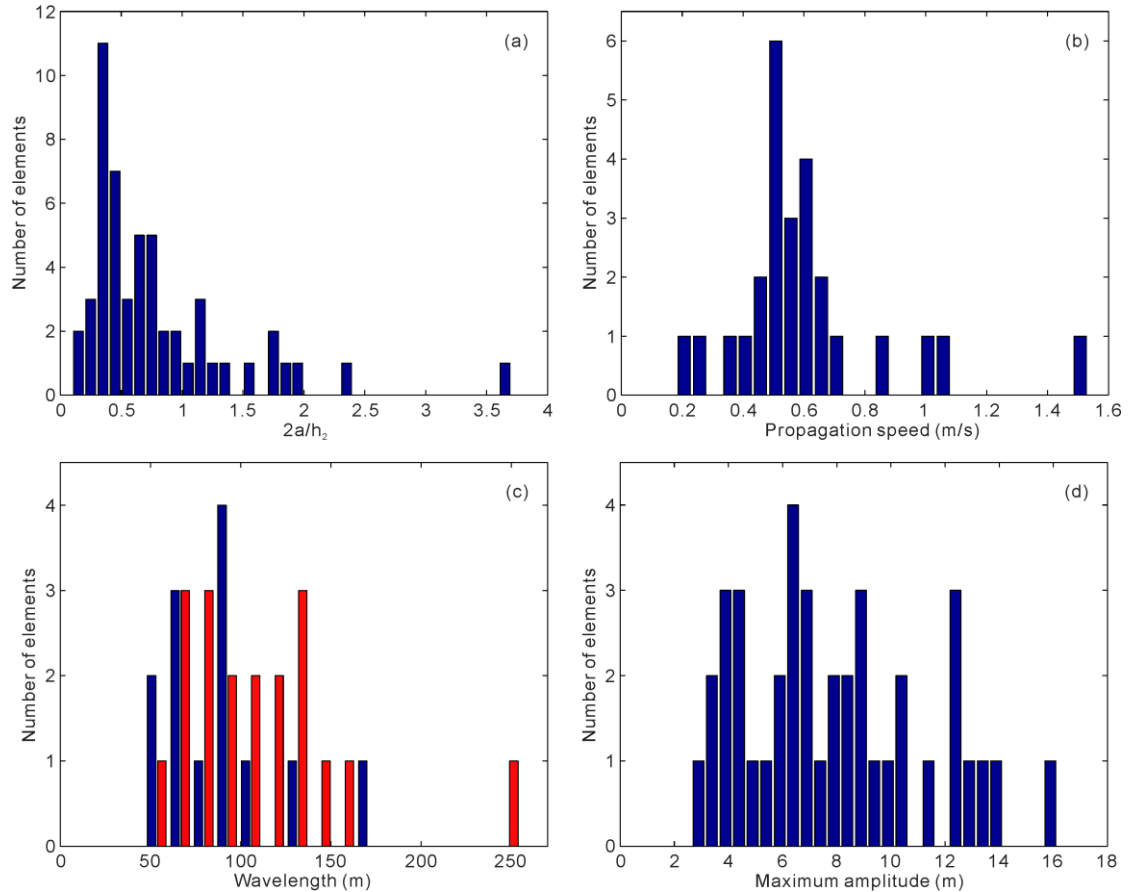 (a)
12
10
8
6
4
2
0
Number of elements
0 0.5 1 1.5 2 2.5 3 3.5 4
2a/h₂
(b)
6
5
4
3
2
1
0
Number of elements
0 0.2 0.4 0.6 0.8 1 1.2 1.4 1.6
Propagation speed (m/s)
(c)
4
3
2
1
0
Number of elements
0 50 100 150 200 250
Wavelength (m)
(d)
4
3
2
1
0
Number of elements
0 2 4 6 8 10 12 14 16 18
Maximum amplitude (m)